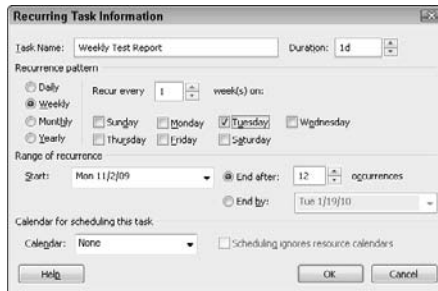 Recurring Task Information
Task Name: Weekly Test Report Duration: 1d
Recurrence pattern
Daily Recur every 1 week(s) on:
Weekly
Monthly Sunday Monday Tuesday Wednesday
Yearly Thursday Friday Saturday
Range of recurrence
Start: Mon 11/2/09 End after: 12 occurrences
End by: Tue 1/19/10
Calendar for scheduling this task
Calendar: None Scheduling ignores resource calendars
Help OK Cancel